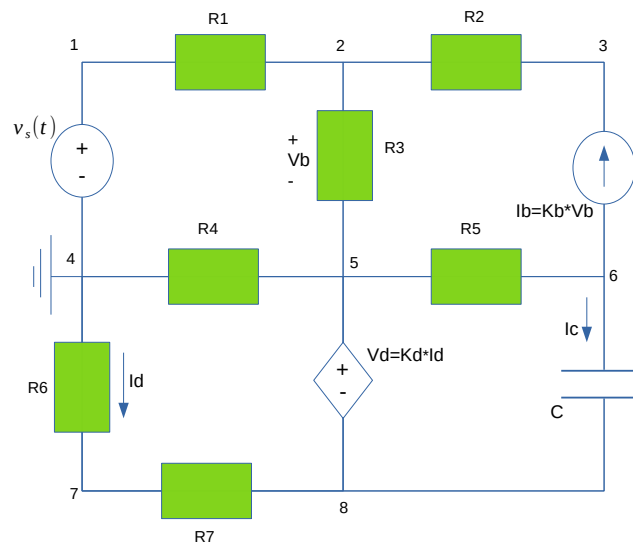 R1
R2
1
2
3
v_s(t)
+
-
+
Vb
-
R3
Ib=Kb*Vb
R4
R5
4
5
6
Ic
Vd=Kd*Id
+
-
R6
Id
C
7
8
R7